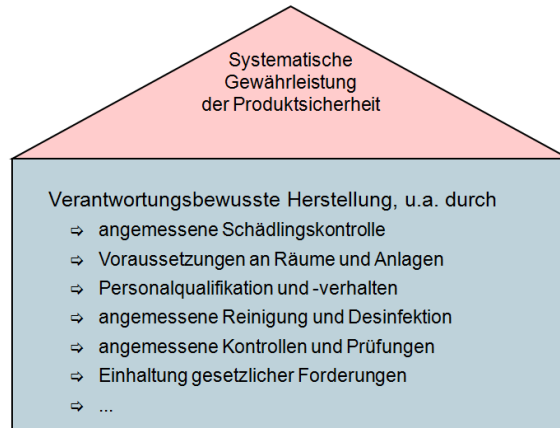 Systematische
Gewährleistung
der Produktsicherheit
Verantwortungsbewusste Herstellung, u.a. durch
⇨ angemessene Schädlingskontrolle
⇨ Voraussetzungen an Räume und Anlagen
⇨ Personalqualifikation und -verhalten
⇨ angemessene Reinigung und Desinfektion
⇨ angemessene Kontrollen und Prüfungen
⇨ Einhaltung gesetzlicher Forderungen
⇨ ...